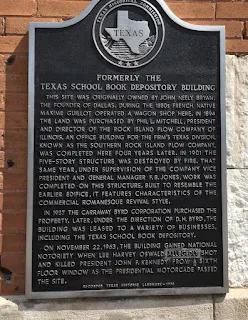 TEXAS
FORMERLY THE
TEXAS SCHOOL BOOK DEPOSITORY BUILDING
THIS SITE WAS ORIGINALLY OWNED BY JOHN NEELY BRYAN,
THE FOUNDER OF DALLAS. DURING THE 1880s FRENCH NATIVE
MAXIME GUILLOT OPERATED A WAGON SHOP HERE. IN 1894
THE LAND WAS PURCHASED BY PHIL L. MITCHELL, PRESIDENT
AND DIRECTOR OF THE ROCK ISLAND PLOW COMPANY OF
ILLINOIS. AN OFFICE BUILDING FOR THE FIRM'S TEXAS DIVISION,
KNOWN AS THE SOUTHERN ROCK ISLAND PLOW COMPANY,
WAS COMPLETED HERE FOUR YEARS LATER. IN 1901 THE
FIVE-STORY STRUCTURE WAS DESTROYED BY FIRE. THAT
SAME YEAR, UNDER SUPERVISION OF THE COMPANY VICE
PRESIDENT AND GENERAL MANAGER F.B. JONES, WORK WAS
COMPLETED ON THIS STRUCTURE. BUILT TO RESEMBLE THE
EARLIER EDIFICE, IT FEATURES CHARACTERISTICS OF THE
COMMERCIAL ROMANESQUE REVIVAL STYLE.
IN 1937 THE CARRAWAY BYRD CORPORATION PURCHASED THE
PROPERTY. LATER, UNDER THE DIRECTION OF D.H. BYRD, THE
BUILDING WAS LEASED TO A VARIETY OF BUSINESSES,
INCLUDING THE TEXAS SCHOOL BOOK DEPOSITORY.
ON NOVEMBER 22, 1963, THE BUILDING GAINED NATIONAL
NOTORIETY WHEN LEE HARVEY OSWALD ALLEGEDLY SHOT
AND KILLED PRESIDENT JOHN F. KENNEDY FROM A SIXTH
FLOOR WINDOW AS THE PRESIDENTIAL MOTORCADE PASSED
THE SITE.
RECORDED TEXAS HISTORIC LANDMARK